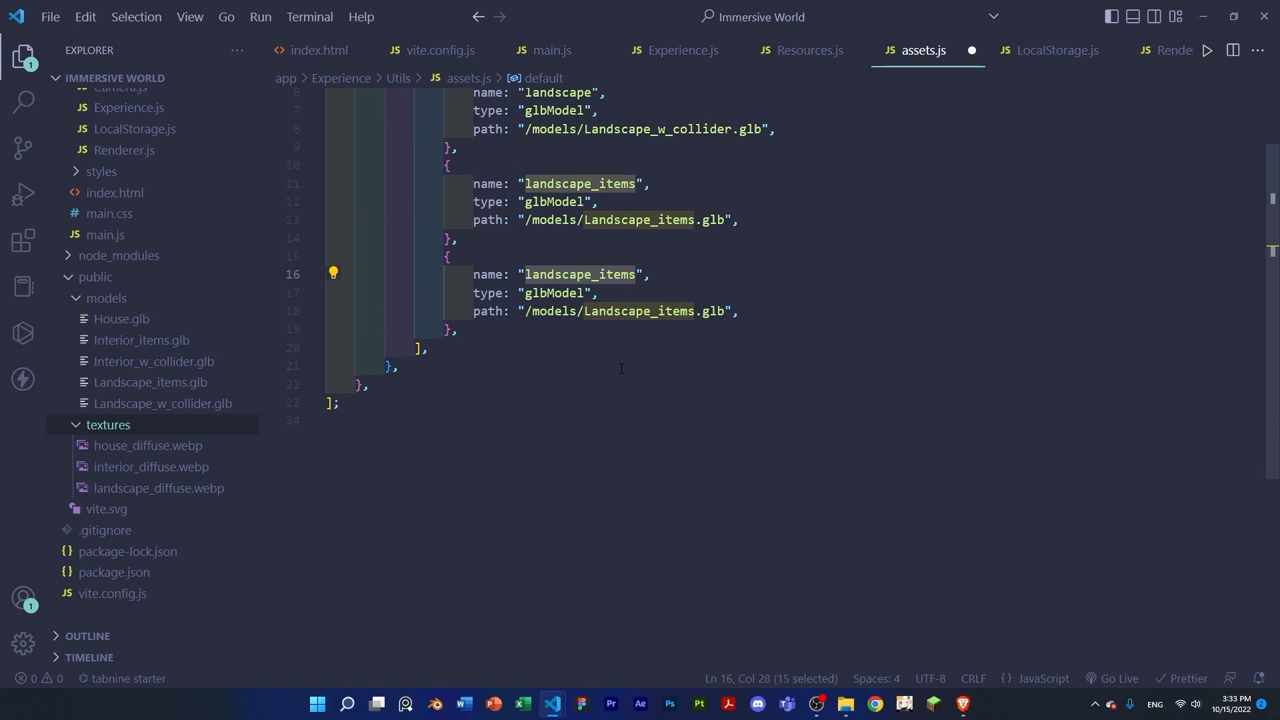 File Edit Selection View Go Run Terminal Help
Immersive World
EXPLORER
index.html
vite.config.js
main.js
Experience.js
Resources.js
assets.js
LocalStorage.js
Rende
IMMERSIVE WORLD
app > Experience > Utils > assets.js > default
Camera.js
Experience.js
LocalStorage.js
Renderer.js
styles
index.html
main.css
main.js
node_modules
public
models
House.glb
Interior_items.glb
Interior_w_collider.glb
Landscape_items.glb
Landscape_w_collider.glb
textures
house_diffuse.webp
interior_diffuse.webp
landscape_diffuse.webp
vite.svg
.gitignore
package-lock.json
package.json
vite.config.js
OUTLINE
TIMELINE
6 name: "landscape",
7 type: "glbModel",
8 path: "/models/Landscape_w_collider.glb",
9 },
10 {
11 name: "landscape_items",
12 type: "glbModel",
13 path: "/models/Landscape_items.glb",
14 },
15 {
16 name: "landscape_items",
17 type: "glbModel",
18 path: "/models/Landscape_items.glb",
19 },
20 ],
21 },
22 },
23 ];
24
0 0 tabnine starter
Ln 16, Col 28 (15 selected) Spaces: 4 UTF-8 CRLF {} JavaScript Go Live Prettier
ENG
3:33 PM
10/15/2022